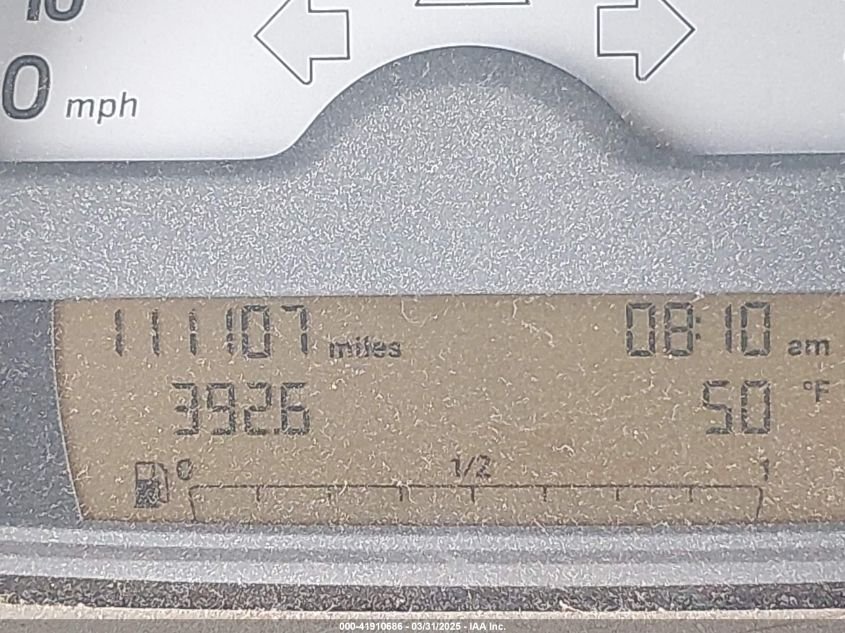 10
0 mph
111107 miles 08:10 am
392.6 50 °F
0 1/2 1
000-41910686 - 03/31/2025 - IAA Inc.